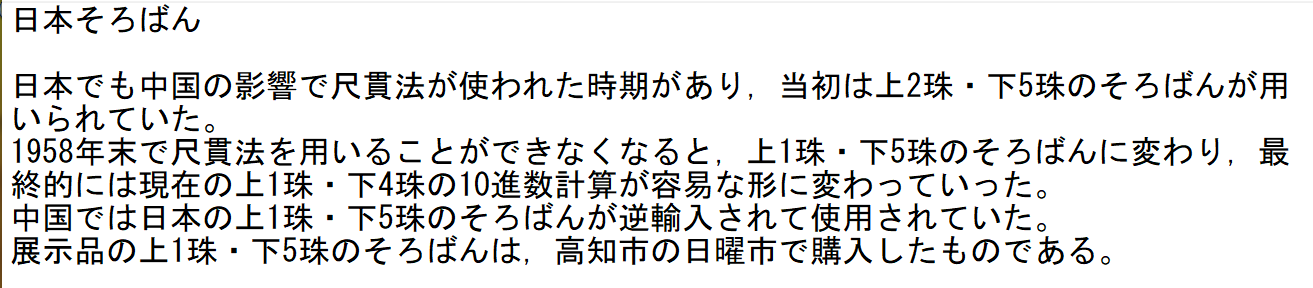 日本そろばん
日本でも中国の影響で尺貫法が使われた時期があり，当初は上2珠・下5珠のそろばんが用
いられていた。
1958年末で尺貫法を用いることができなくなると，上1珠・下5珠のそろばんに変わり，最
終的には現在の上1珠・下4珠の10進数計算が容易な形に変わっていった。
中国では日本の上1珠・下5珠のそろばんが逆輸入されて使用されていた。
展示品の上1珠・下5珠のそろばんは，高知市の日曜市で購入したものである。